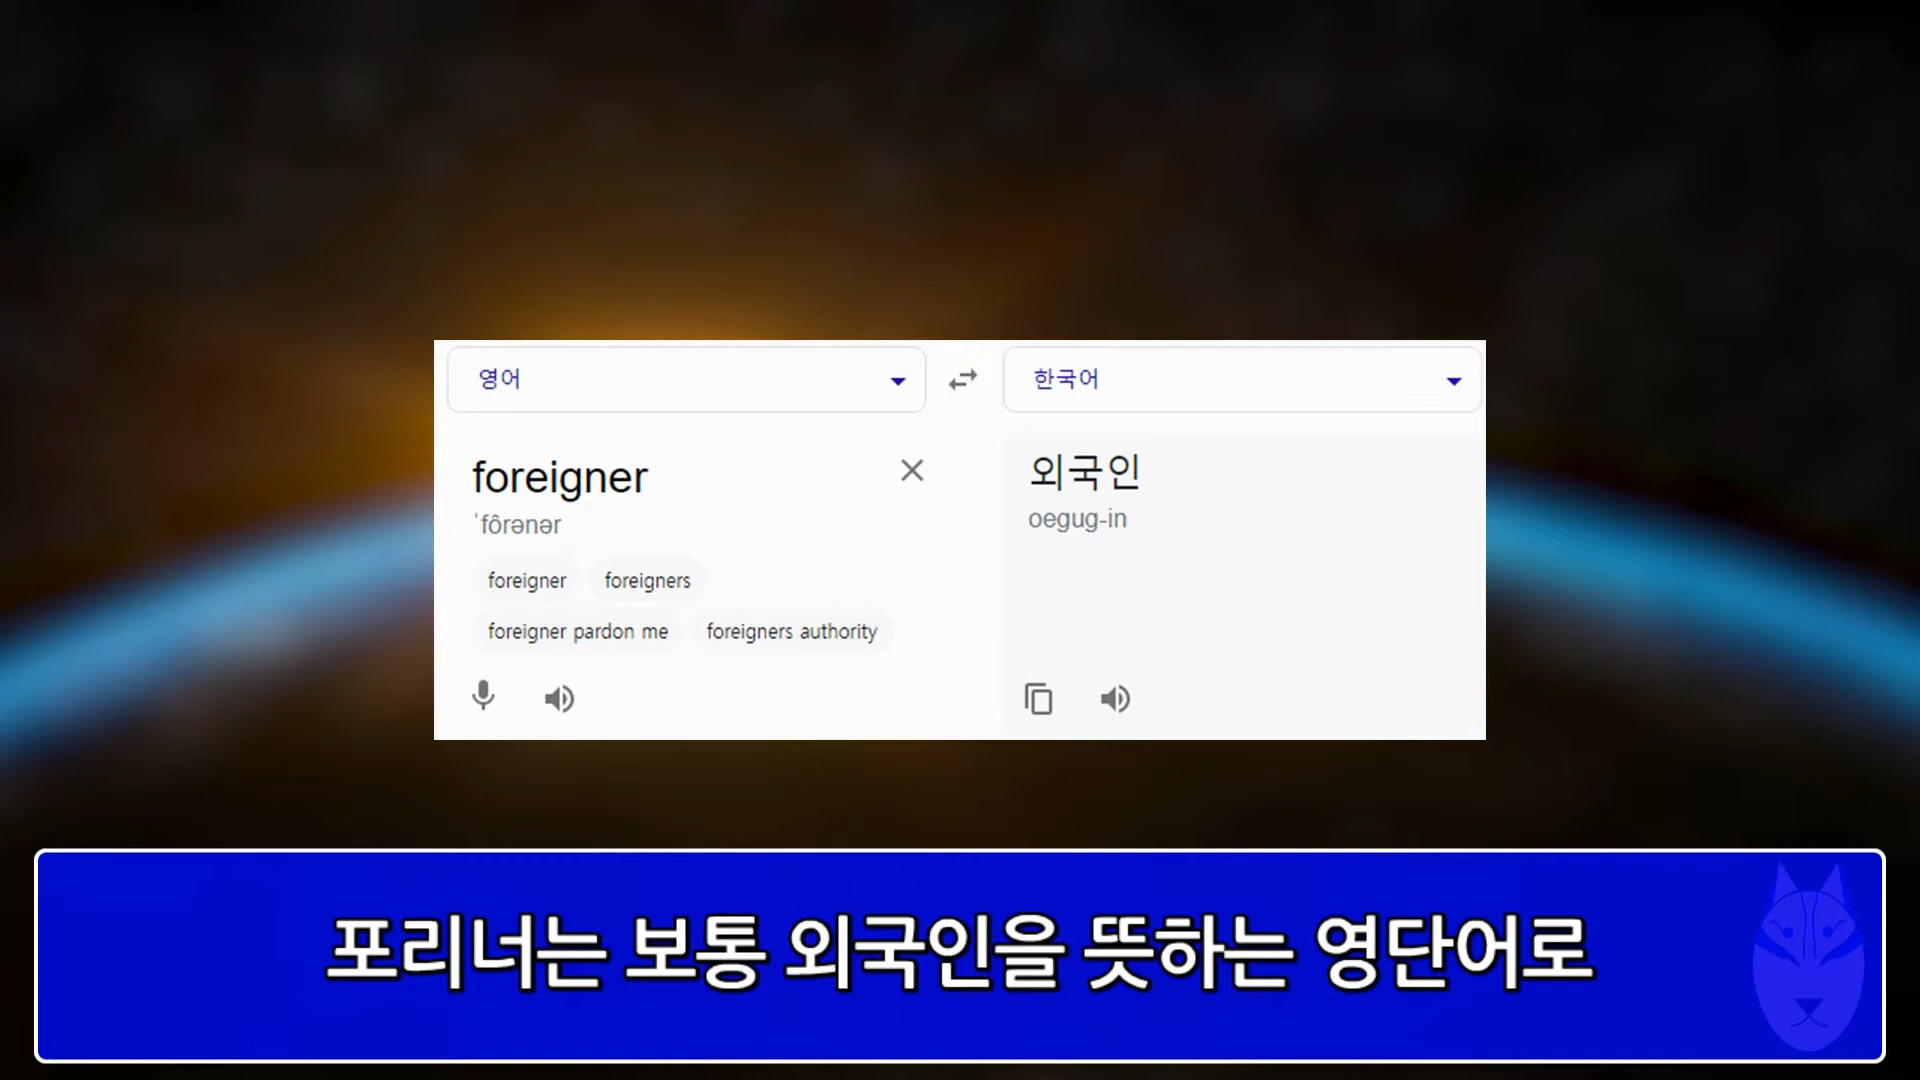 영어
한국어
foreigner
ˈfôrənər
foreigner foreigners
foreigner pardon me foreigners authority
외국인
oegug-in
포리너는 보통 외국인을 뜻하는 영단어로